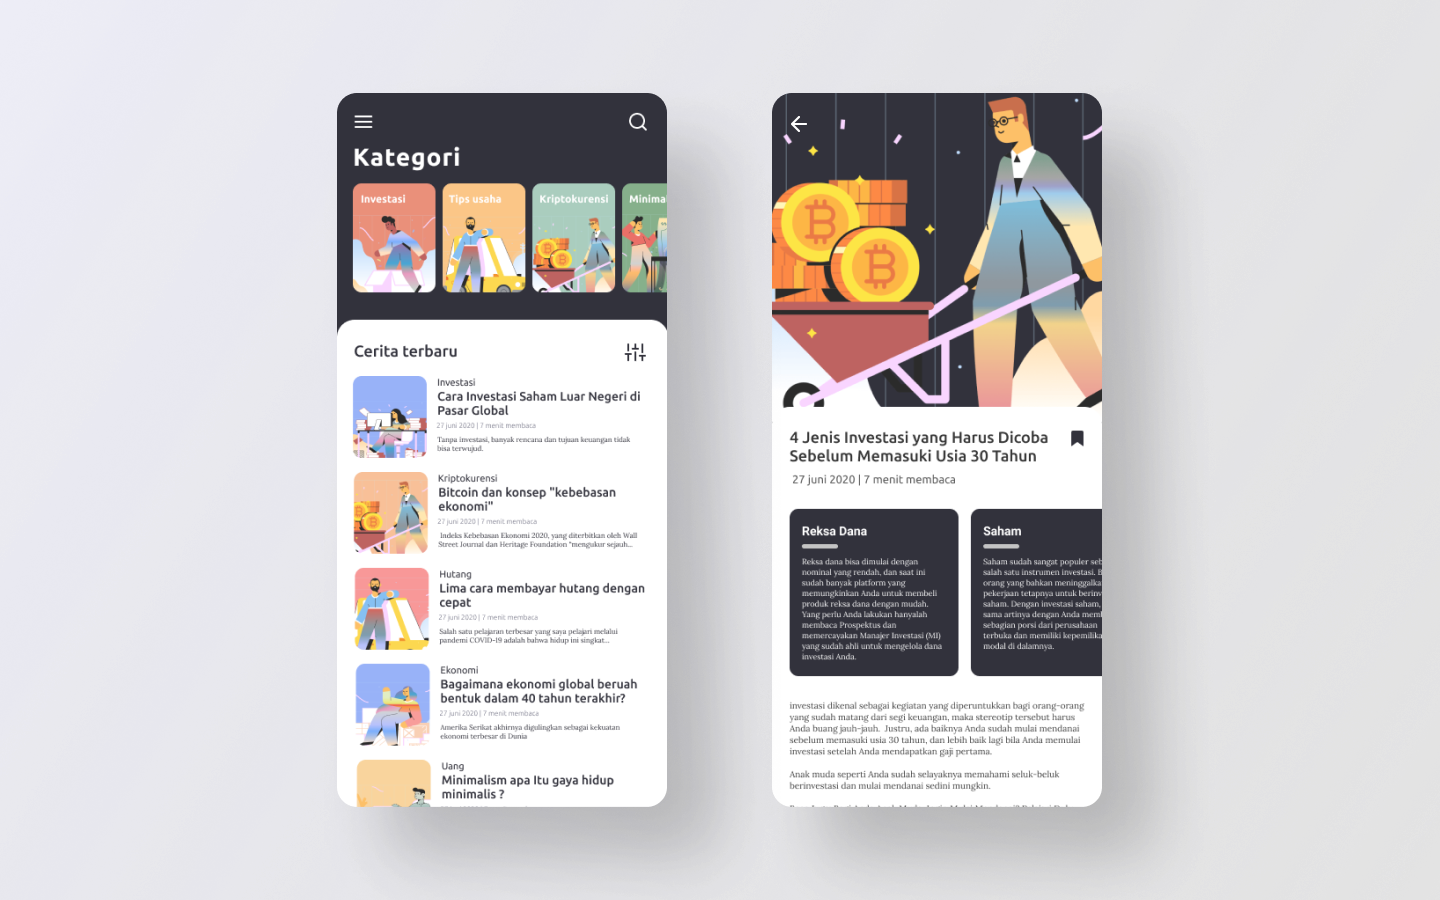 Kategori
Investasi
Tips usaha
Kriptokurensi
Minima
Cerita terbaru
Investasi
Cara Investasi Saham Luar Negeri di
Pasar Global
27 juni 2020 | 7 menit membaca
Tanpa investasi, banyak rencana dan tujuan keuangan tidak
bisa terwujud.
Kriptokurensi
Bitcoin dan konsep "kebebasan
ekonomi"
27 juni 2020 | 7 menit membaca
Indeks Kebebasan Ekonomi 2020, yang diterbitkan oleh Wall
Street Journal dan Heritage Foundation "mengukur sejauh...
Hutang
Lima cara membayar hutang dengan
cepat
27 juni 2020 | 7 menit membaca
Salah satu pelajaran terbesar yang saya pelajari melalui
pandemi COVID-19 adalah bahwa hidup ini singkat...
Ekonomi
Bagaimana ekonomi global beruah
bentuk dalam 40 tahun terakhir?
27 juni 2020 | 7 menit membaca
Amerika Serikat akhirnya digulingkan sebagai kekuatan
ekonomi terbesar di Dunia
Uang
Minimalism apa Itu gaya hidup
minimalis ?
4 Jenis Investasi yang Harus Dicoba
Sebelum Memasuki Usia 30 Tahun
27 juni 2020 | 7 menit membaca
Reksa Dana
Reksa dana bisa dimulai dengan
nominal yang rendah, dan saat ini
sudah banyak platform yang
memungkinkan Anda untuk membeli
produk reksa dana dengan mudah.
Yang perlu Anda lakukan hanyalah
membaca Prospektus dan
memercayakan Manajer Investasi (MI)
yang sudah ahli untuk mengelola dana
investasi Anda.
Saham
Saham sudah sangat populer seb
salah satu instrumen investasi. B
orang yang bahkan meninggalka
pekerjaan tetapnya untuk berinv
saham. Dengan investasi saham,
sama artinya dengan Anda meml
sebagian porsi dari perusahaan
terbuka dan memiliki kepemilika
modal di dalamnya.
investasi dikenal sebagai kegiatan yang diperuntukkan bagi orang-orang
yang sudah matang dari segi keuangan, maka stereotip tersebut harus
Anda buang jauh-jauh. Justru, ada baiknya Anda sudah mulai mendanai
sebelum memasuki usia 30 tahun, dan lebih baik lagi bila Anda memulai
investasi setelah Anda mendapatkan gaji pertama.
Anak muda seperti Anda sudah selayaknya memahami seluk-beluk
berinvestasi dan mulai mendanai sedini mungkin.